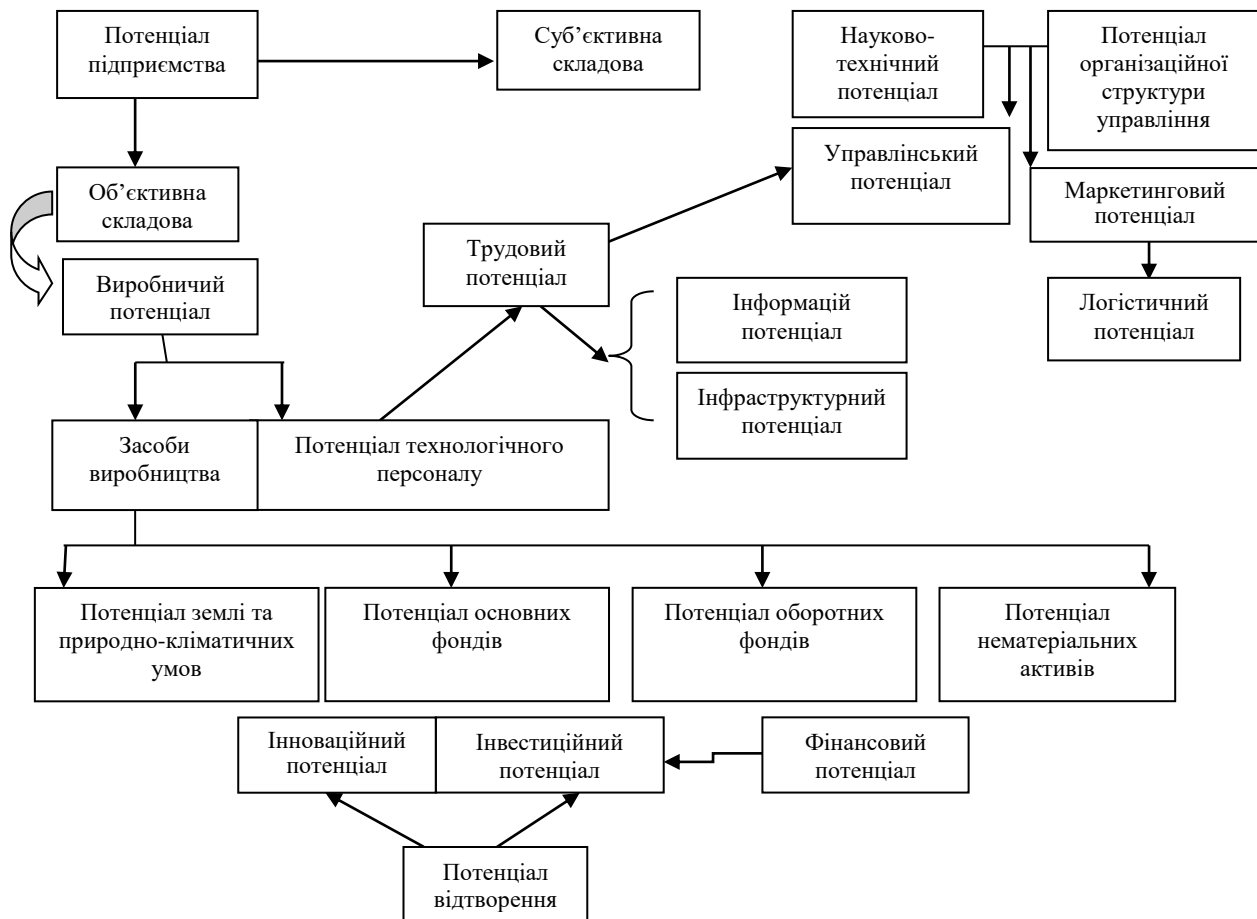 Потенціал
підприємства
Суб’єктивна
складова
Науково-
технічний
потенціал
Потенціал
організаційної
структури
управління
Управлінський
потенціал
Об’єктивна
складова
Маркетинговий
потенціал
Трудовий
потенціал
Виробничий
потенціал
Інформацій
потенціал
Логістичний
потенціал
Інфраструктурний
потенціал
Засоби
виробництва
Потенціал технологічного
персоналу
Потенціал землі та
природно-кліматичних
умов
Потенціал основних
фондів
Потенціал оборотних
фондів
Потенціал
нематеріальних
активів
Інноваційний
потенціал
Інвестиційний
потенціал
Фінансовий
потенціал
Потенціал
відтворення